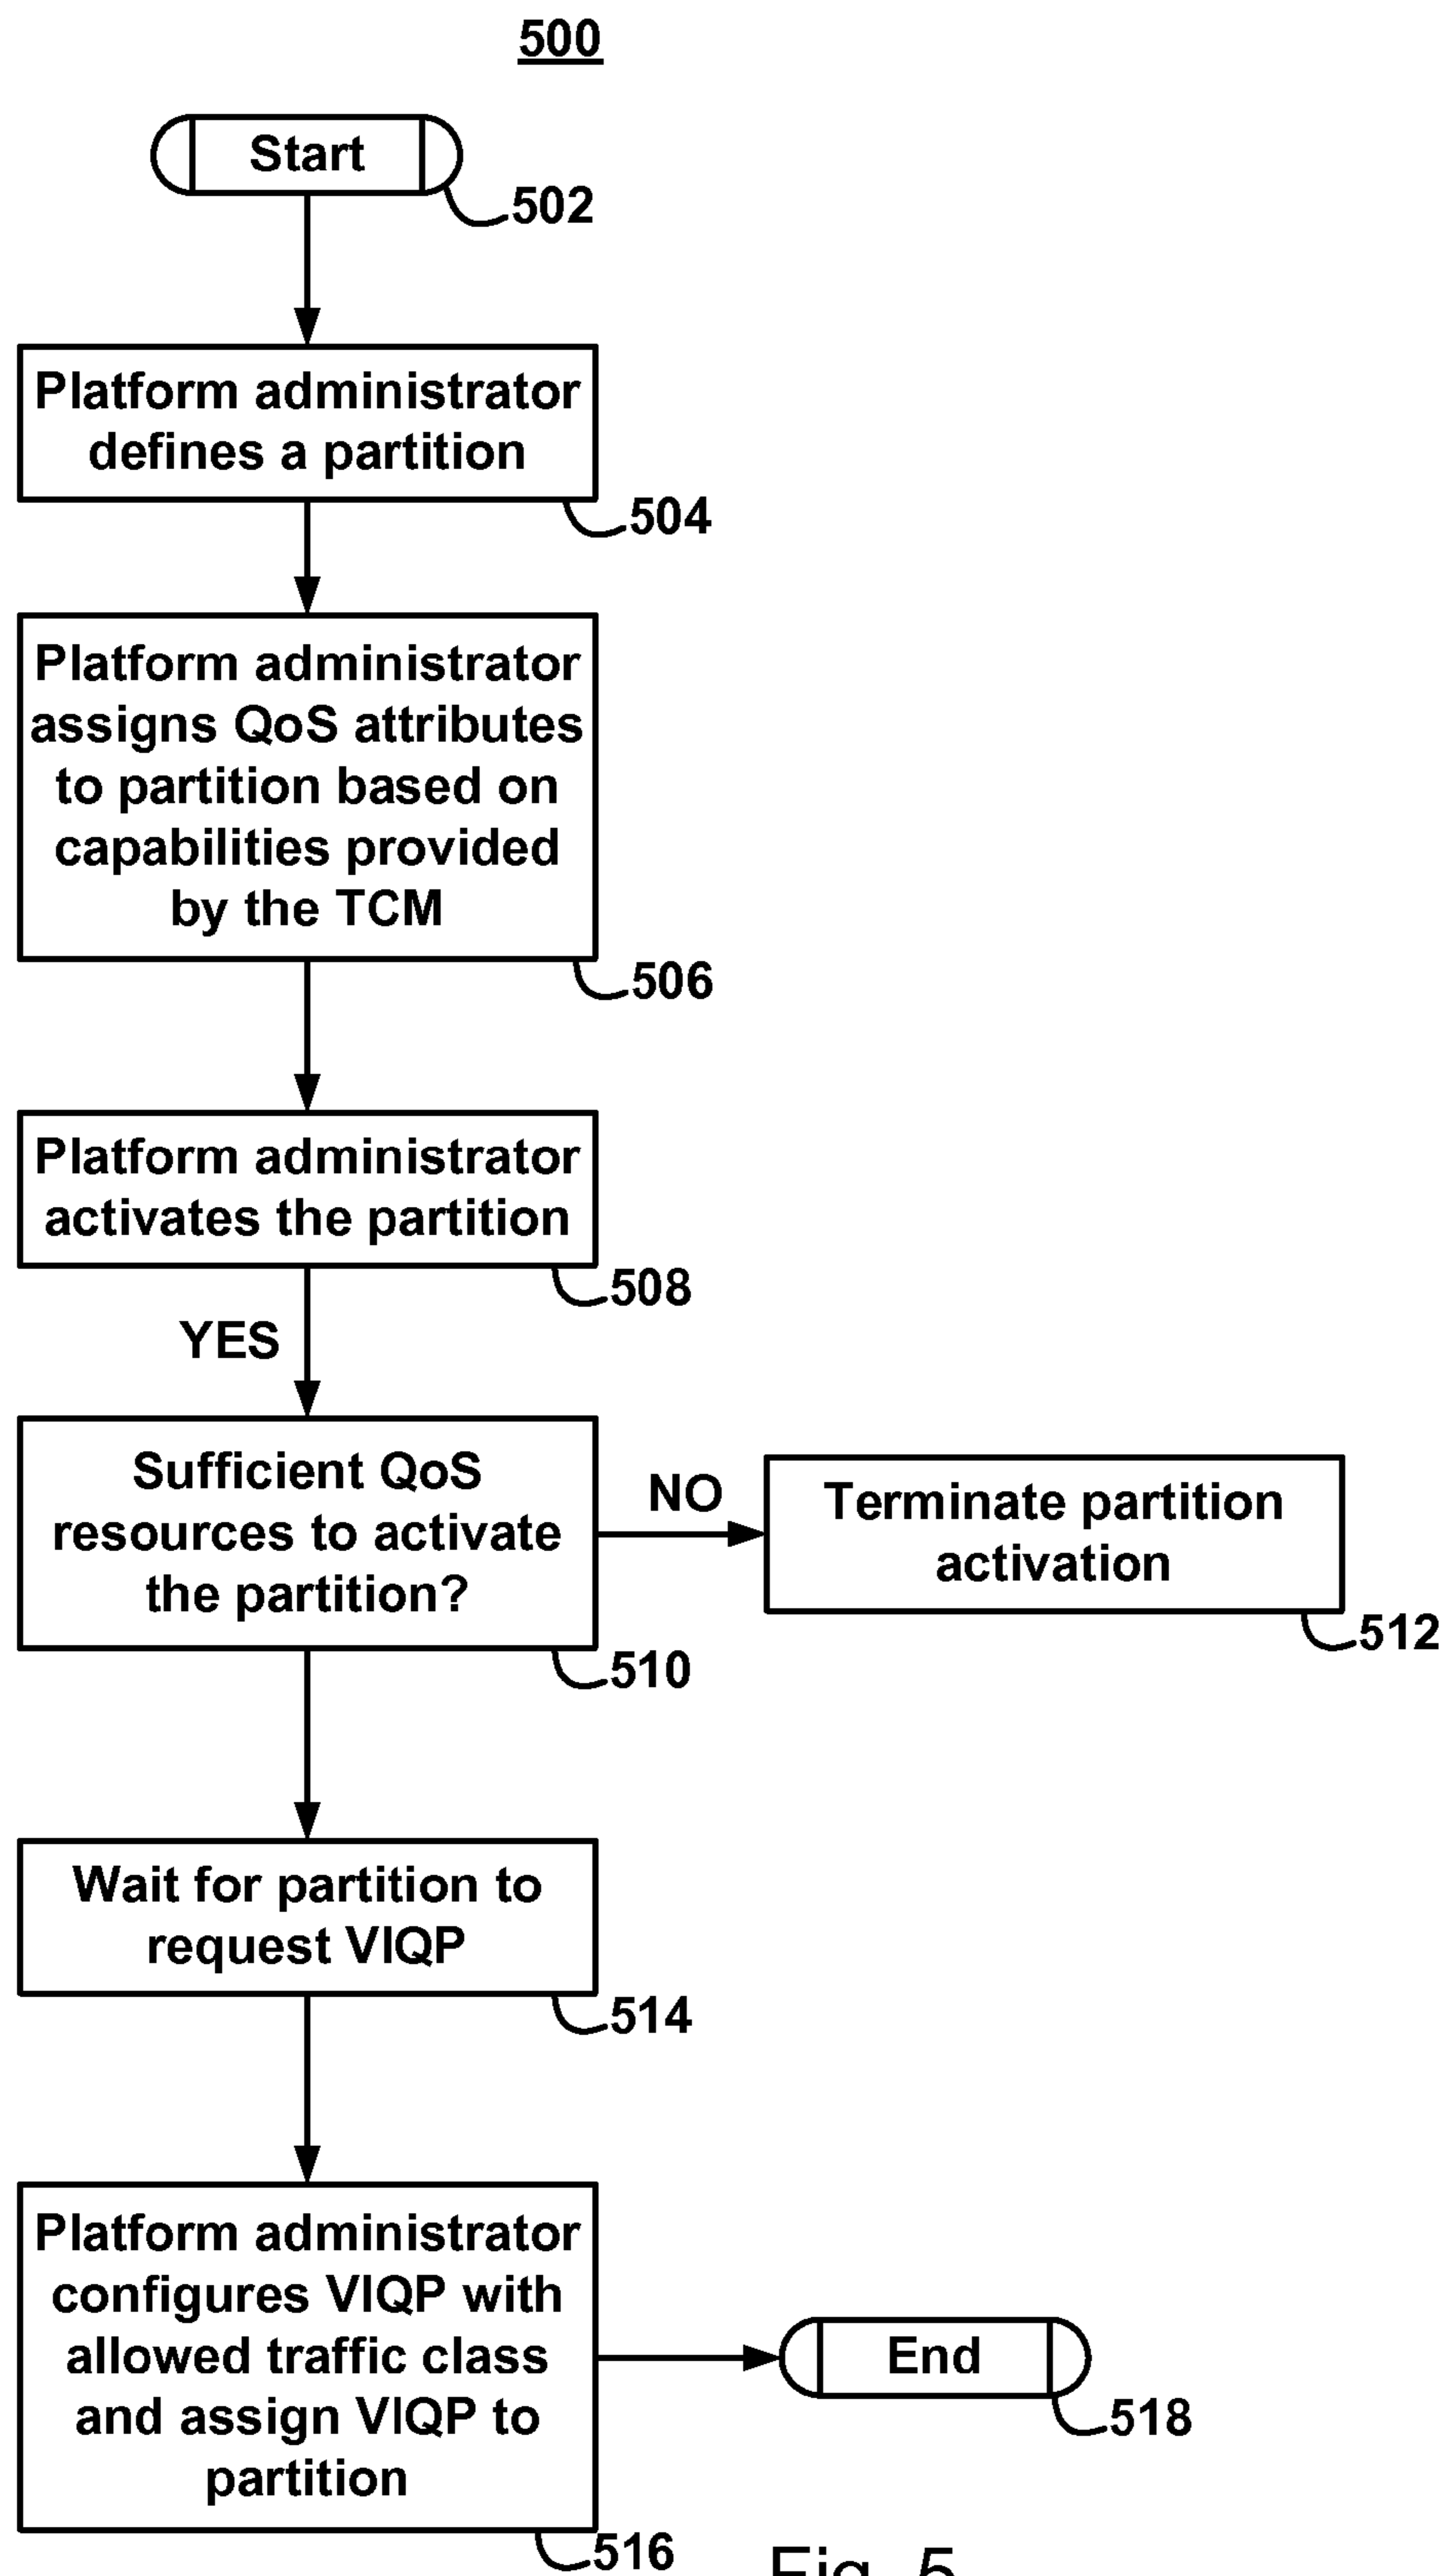 500
Start
502
Platform administrator
defines a partition
504
Platform administrator
assigns QoS attributes
to partition based on
capabilities provided
by the TCM
506
Platform administrator
activates the partition
508
YES
Sufficient QoS
resources to activate
the partition?
510
NO
Terminate partition
activation
512
Wait for partition to
request VIQP
514
Platform administrator
configures VIQP with
allowed traffic class
and assign VIQP to
partition
516
End
518
Fig. 5